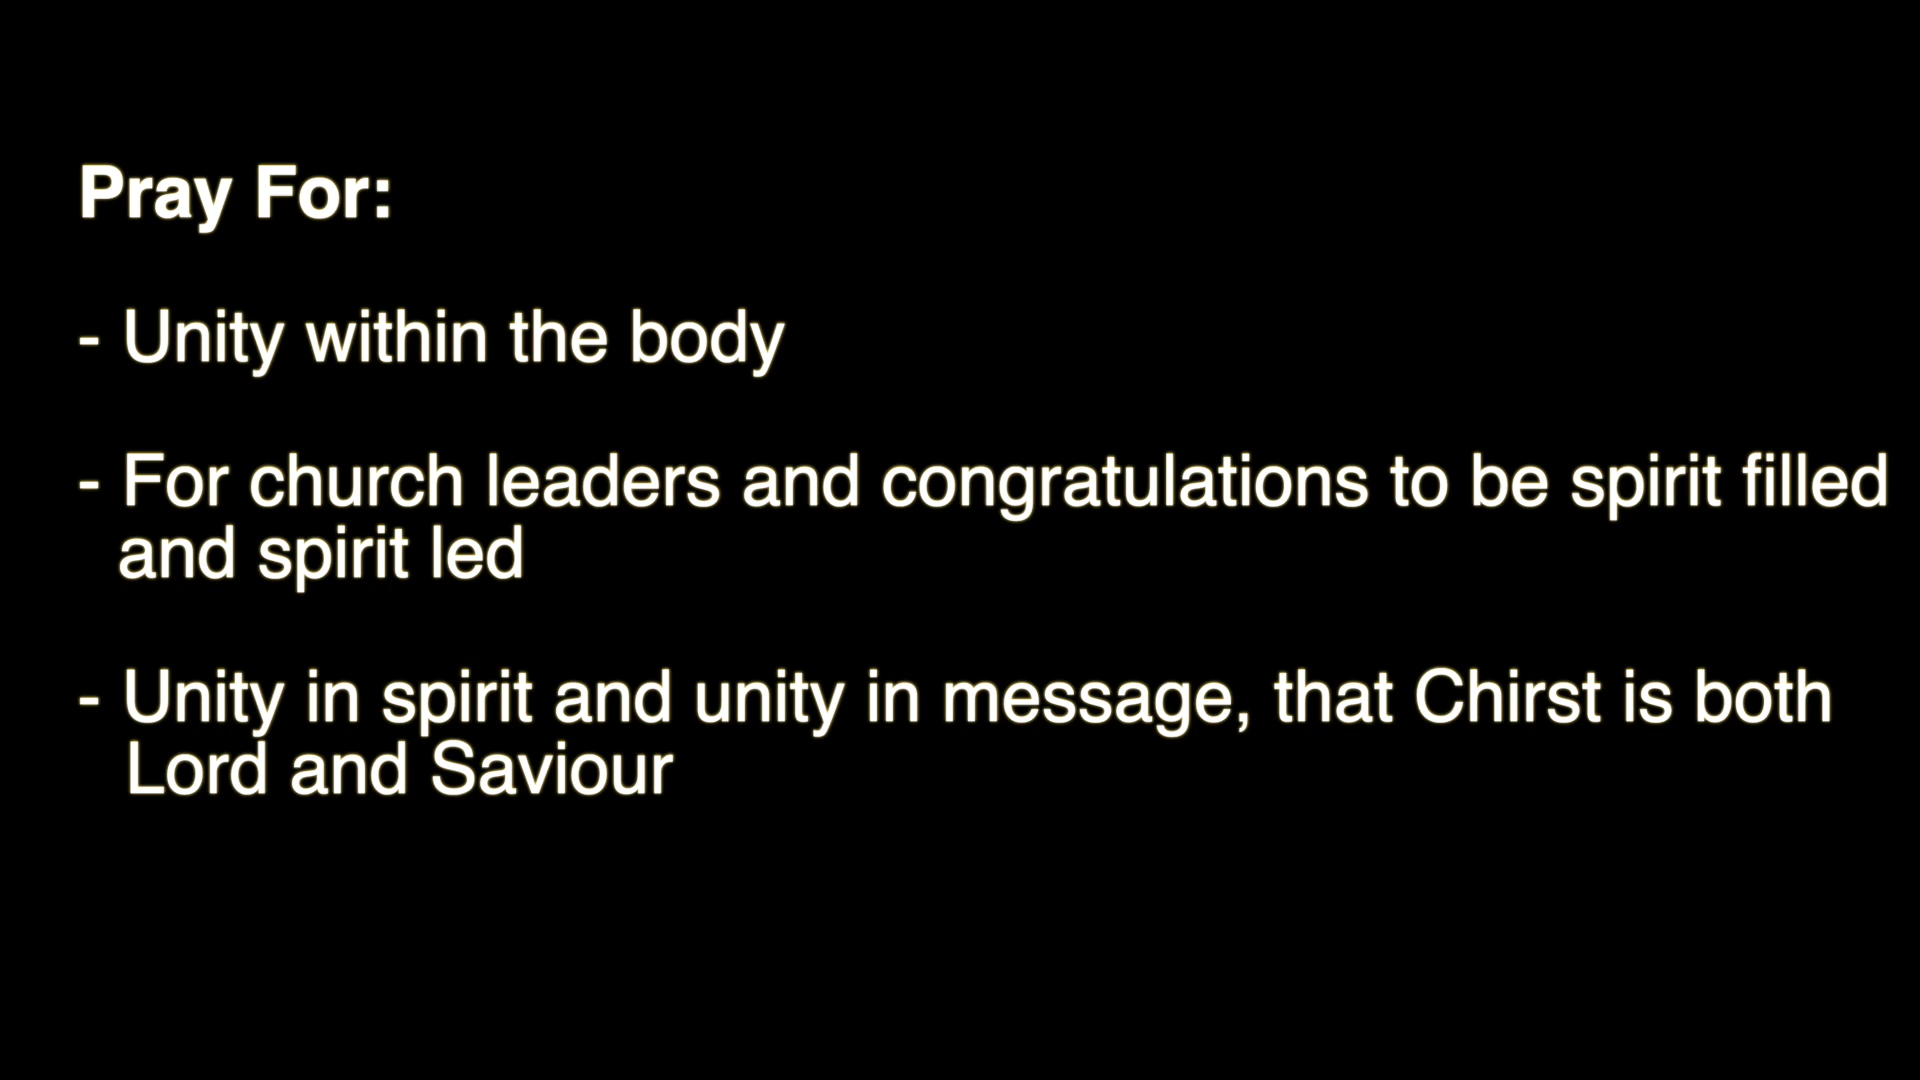 Pray For:
- Unity within the body
- For church leaders and congratulations to be spirit filled
and spirit led
- Unity in spirit and unity in message, that Chirst is both
Lord and Saviour